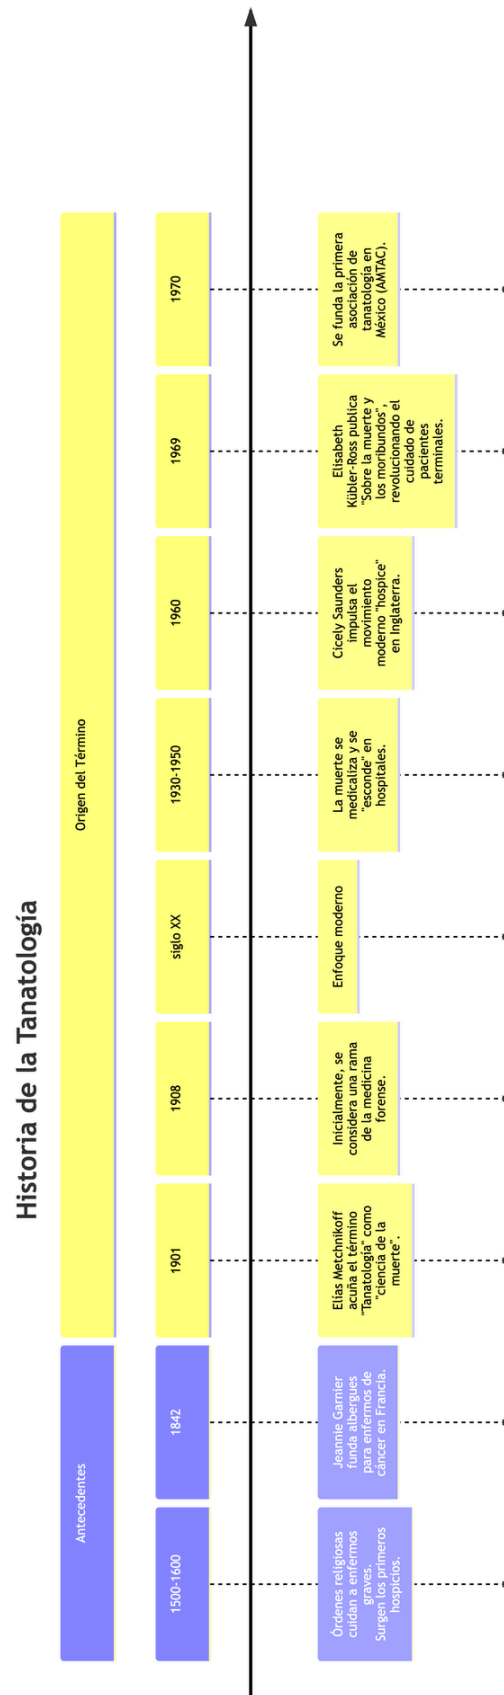 Historia de la Tanatología
Antecedentes
1500-1600
Órdenes religiosas
cuidan a enfermos
graves.
Surgen los primeros
hospicios.
1842
Jeannie Garnier
funda albergues
para enfermos de
cáncer en Francia.
Origen del Término
1901
Elías Metchnikoff
acuña el término
"Tanatología" como
"ciencia de la
muerte".
1908
Inicialmente, se
considera una rama
de la medicina
forense.
siglo XX
Enfoque moderno
1930-1950
La muerte se
medicaliza y se
"esconde" en
hospitales.
1960
Cicely Saunders
impulsa el
movimiento
moderno "hospice"
en Inglaterra.
1969
Elisabeth
Kübler-Ross publica
"Sobre la muerte y
los moribundos",
revolucionando el
cuidado de
pacientes
terminales.
1970
Se funda la primera
asociación de
tanatología en
México (AMTAC).